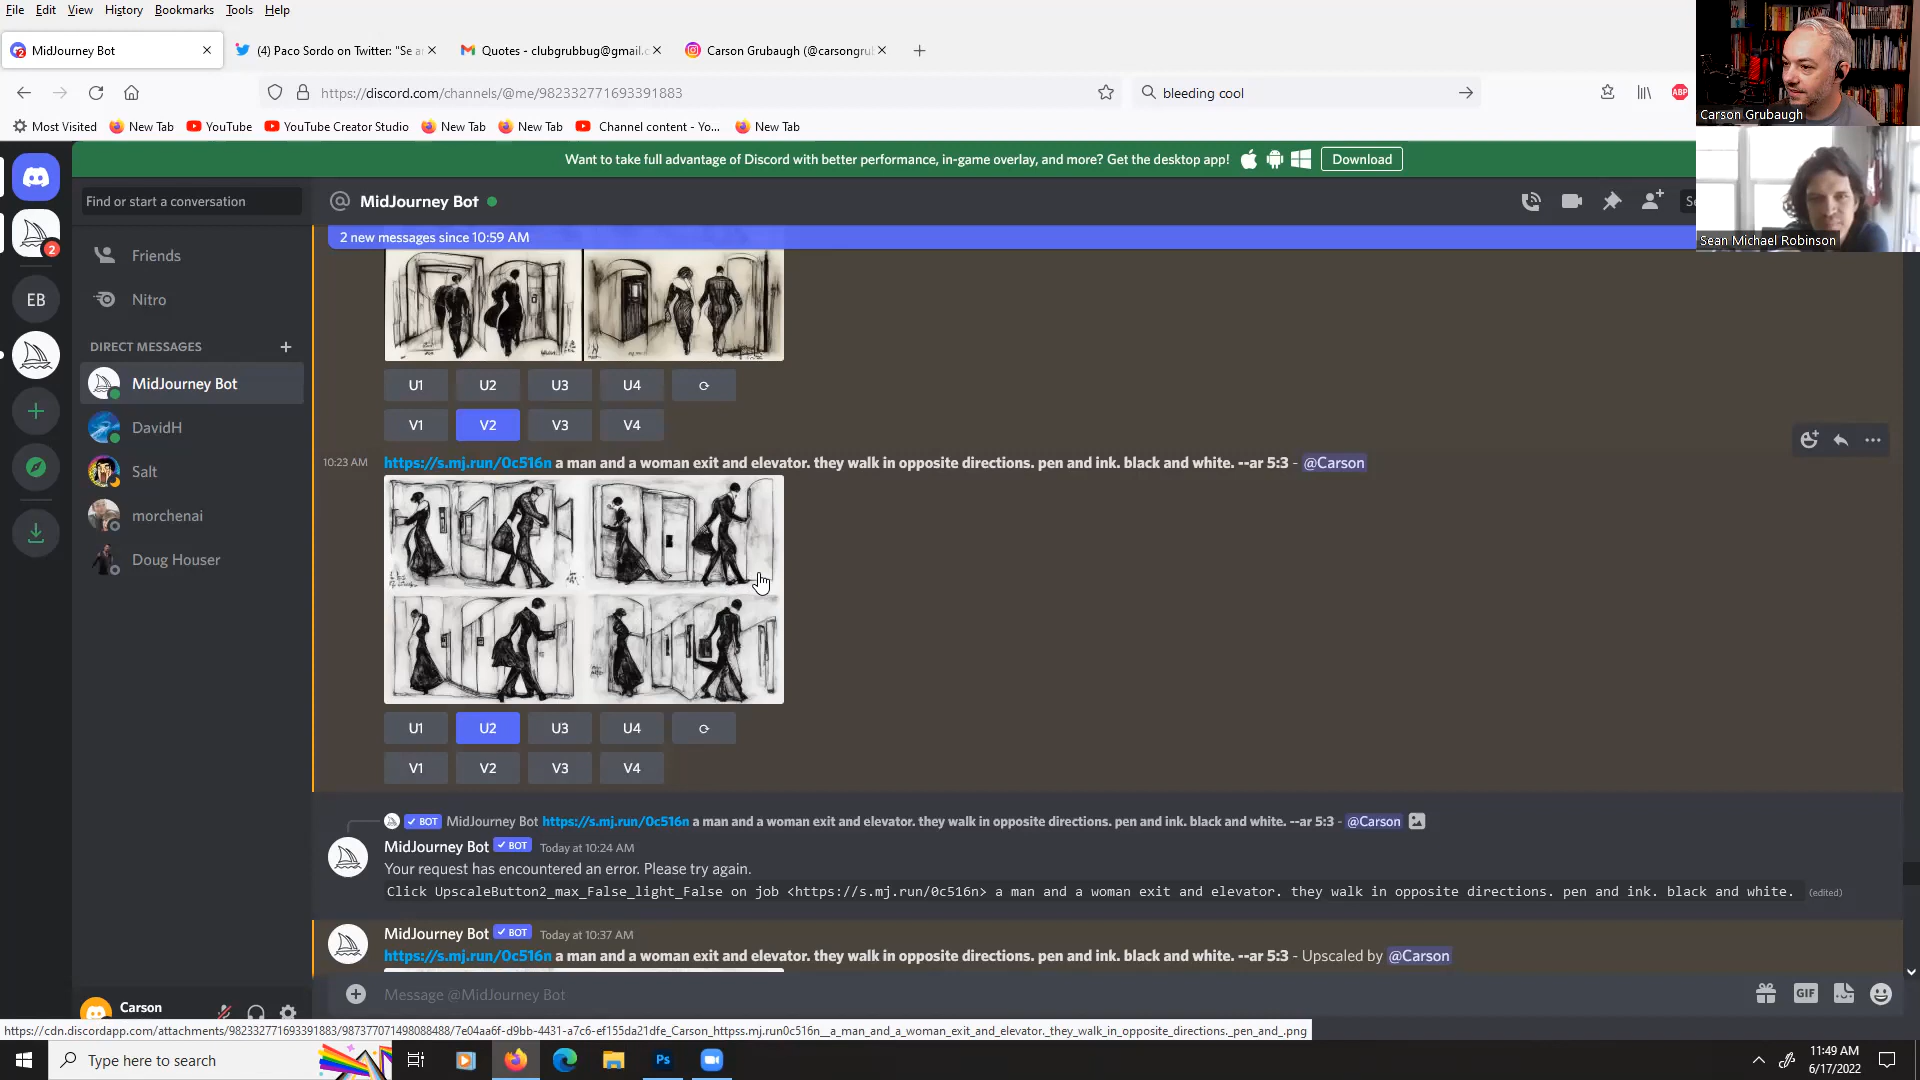 File Edit View History Bookmarks Tools Help
MidJourney Bot
(4) Paco Sordo on Twitter: "Se a
Quotes - clubgrubbug@gmail.c
Carson Grubaugh (@carsongru
https://discord.com/channels/@me/982332771693391883
bleeding cool
ABP
Most Visited New Tab YouTube YouTube Creator Studio New Tab New Tab Channel content - Yo... New Tab
Carson Grubaugh
Want to take full advantage of Discord with better performance, in-game overlay, and more? Get the desktop app! Download
Find or start a conversation
MidJourney Bot
Se
2 new messages since 10:59 AM
Sean Michael Robinson
2
Friends
EB
Nitro
DIRECT MESSAGES
MidJourney Bot
DavidH
Salt
morchenai
Doug Houser
U1 U2 U3 U4
V1 V2 V3 V4
10:23 AM https://s.mj.run/0c516n a man and a woman exit and elevator. they walk in opposite directions. pen and ink. black and white. --ar 5:3 - @Carson
U1 U2 U3 U4
V1 V2 V3 V4
BOT MidJourney Bot https://s.mj.run/0c516n a man and a woman exit and elevator. they walk in opposite directions. pen and ink. black and white. --ar 5:3 - @Carson
MidJourney Bot BOT Today at 10:24 AM
Your request has encountered an error. Please try again.
Click UpscaleButton2_max_False_light_False on job <https://s.mj.run/0c516n> a man and a woman exit and elevator. they walk in opposite directions. pen and ink. black and white. (edited)
MidJourney Bot BOT Today at 10:37 AM
https://s.mj.run/0c516n a man and a woman exit and elevator. they walk in opposite directions. pen and ink. black and white. --ar 5:3 - Upscaled by @Carson
Message @MidJourney Bot
GIF
Carson
https://cdn.discordapp.com/attachments/982332771693391883/987377071498088488/7e04aa6f-d9bb-4431-a7c6-ef155da21dfe_Carson_httpss.mj.run0c516n__a_man_and_a_woman_exit_and_elevator._they_walk_in_opposite_directions._pen_and_.png
Type here to search
Ps
11:49 AM
6/17/2022